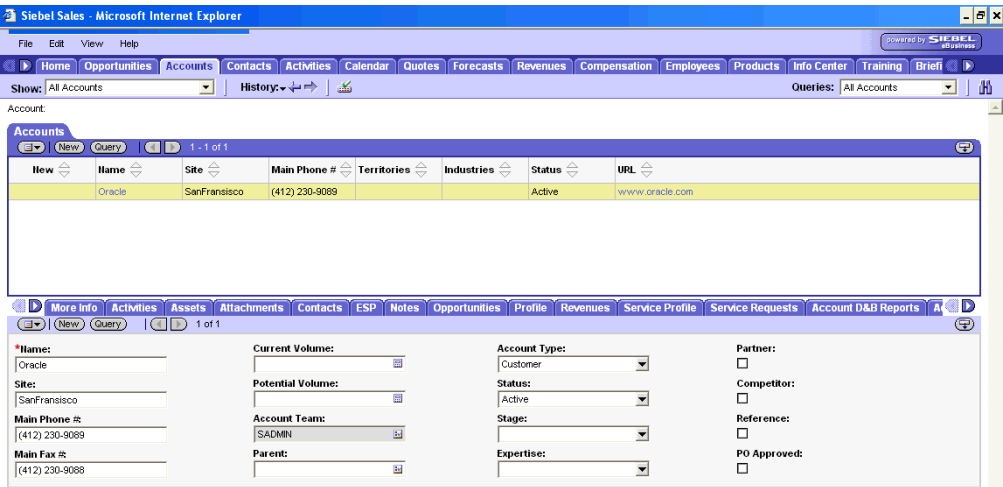 Siebel Sales - Microsoft Internet Explorer
File Edit View Help
powered by SIEBEL eBusiness
Home Opportunities Accounts Contacts Activities Calendar Quotes Forecasts Revenues Compensation Employees Products Info Center Training Briefi
Show: All Accounts History: Queries: All Accounts
Account:
Accounts
New Query 1 - 1 of 1
New Name Site Main Phone # Territories Industries Status URL
Oracle SanFransisco (412) 230-9089 Active www.oracle.com
More Info Activities Assets Attachments Contacts ESP Notes Opportunities Profile Revenues Service Profile Service Requests Account D&B Reports
New Query 1 of 1
*Name: Current Volume: Account Type: Partner:
Oracle Customer
Site: Potential Volume: Status: Competitor:
SanFransisco Active
Main Phone #: Account Team: Stage: Reference:
(412) 230-9089 SADMIN
Main Fax #: Parent: Expertise: PO Approved:
(412) 230-9088